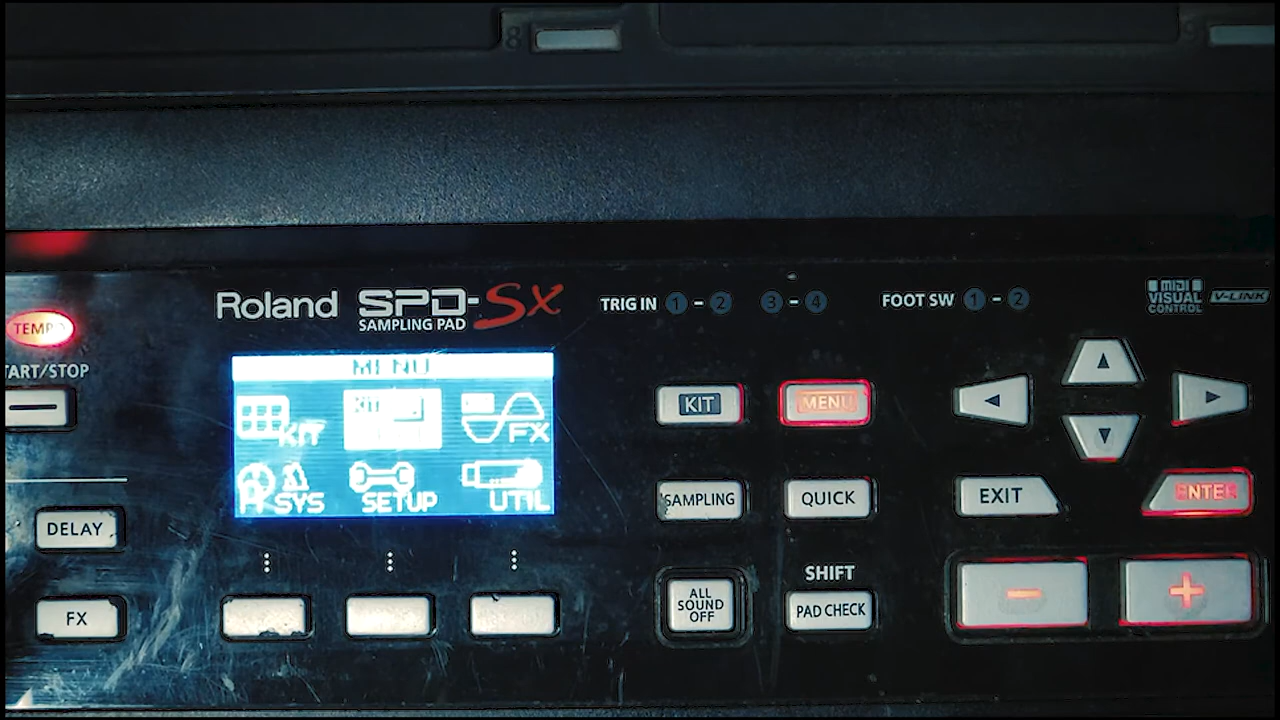 8
9
Roland SPD-SX
SAMPLING PAD
TRIG IN 1 - 2 3 - 4
FOOT SW 1 - 2
MIDI
VISUAL
CONTROL
V-LINK
TEMPO
MENU
KIT
FX
SYS
SETUP
UTIL
KIT
MENU
SAMPLING
QUICK
EXIT
ENTER
DELAY
FX
ALL
SOUND
OFF
SHIFT
PAD CHECK